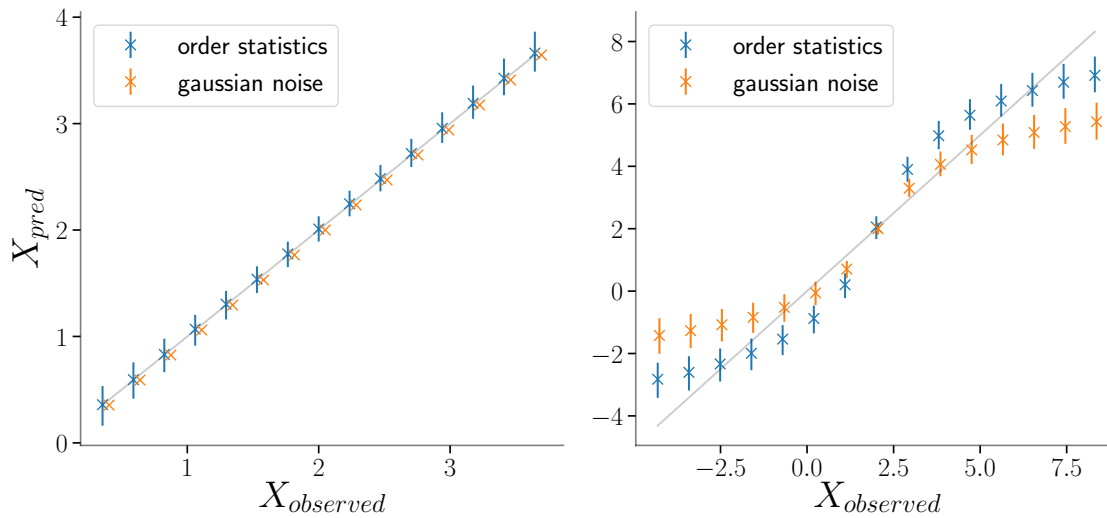 4
3
2
1
0
X_pred
1
2
3
X_observed
order statistics
gaussian noise
8
6
4
2
0
−2
−4
−2.5
0.0
2.5
5.0
7.5
X_observed
order statistics
gaussian noise